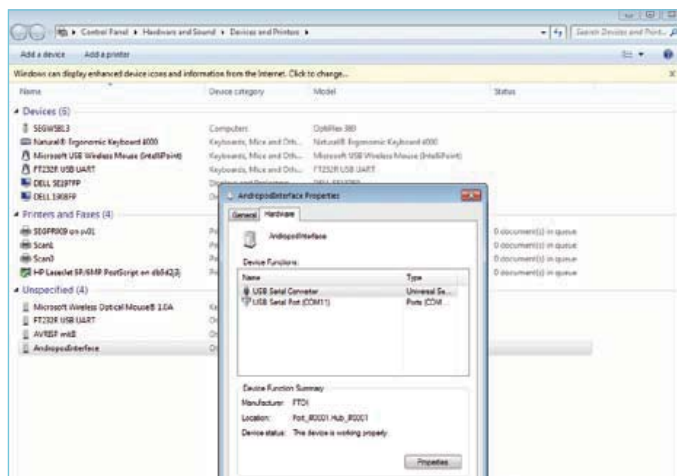 Control Panel ▸ Hardware and Sound ▸ Devices and Printers ▸
Search Devices and Print...
Add a device Add a printer
Windows can display enhanced device icons and information from the Internet. Click to change...
Name Device category Model Status
Devices (6)
SEGWSBL3 Computers OptiPlex 380
Natural® Ergonomic Keyboard 4000 Keyboards, Mice and Oth... Natural® Ergonomic Keyboard 4000
Microsoft USB Wireless Mouse (IntelliPoint) Keyboards, Mice and Oth... Microsoft USB Wireless Mouse (IntelliPoint)
FT232R USB UART Keyboards, Mice and Oth... FT232R USB UART
DELL
DELL 1908FP
AndropodInterface Properties
General Hardware
AndropodInterface
Device Functions:
Name Type
USB Serial Converter Universal Se...
USB Serial Port (COM11) Ports (COM ...
Device Function Summary
Manufacturer: FTDI
Location: Port_#0001.Hub_#0001
Device status: This device is working properly.
Properties
Printers and Faxes (4)
0 document(s) in queue
Scan1 0 document(s) in queue
Scan3 0 document(s) in queue
HP LaserJet 5P/6MP PostScript on 0 document(s) in queue
Unspecified (4)
Microsoft Wireless Optical Mouse® 1.0A
FT232R USB UART
AVRISP mkII
AndropodInterface